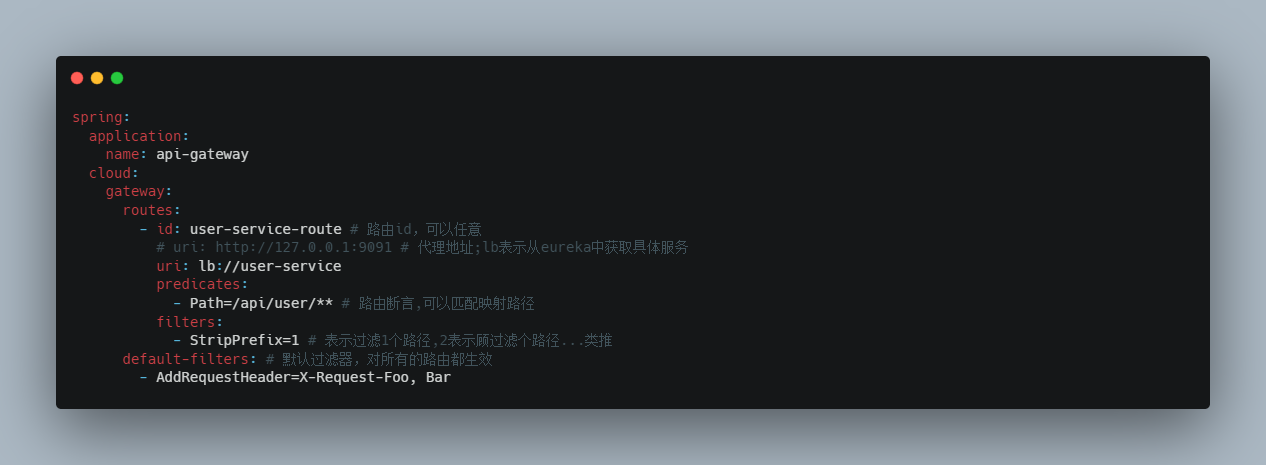 spring:
  application:
    name: api-gateway
  cloud:
    gateway:
      routes:
        - id: user-service-route # 路由id，可以任意
          # uri: http://127.0.0.1:9091 # 代理地址;lb表示从eureka中获取具体服务
          uri: lb://user-service
          predicates:
            - Path=/api/user/** # 路由断言,可以匹配映射路径
          filters:
            - StripPrefix=1 # 表示过滤1个路径,2表示顾过滤个路径...类推
      default-filters: # 默认过滤器，对所有的路由都生效
        - AddRequestHeader=X-Request-Foo, Bar